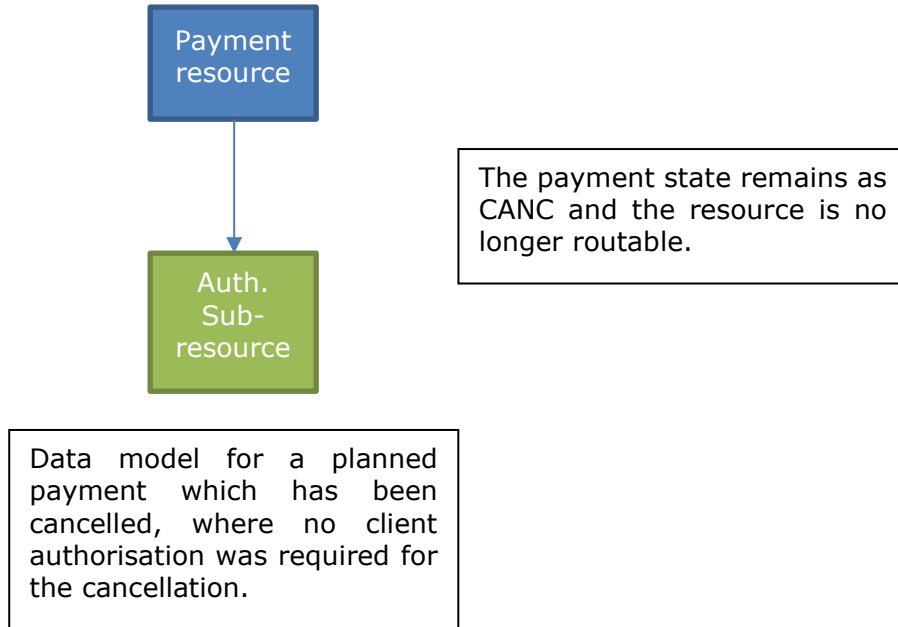 Payment
resource
The payment state remains as
CANC and the resource is no
longer routable.
Auth.
Sub-
resource
Data model for a planned
payment which has been
cancelled, where no client
authorisation was required for
the cancellation.